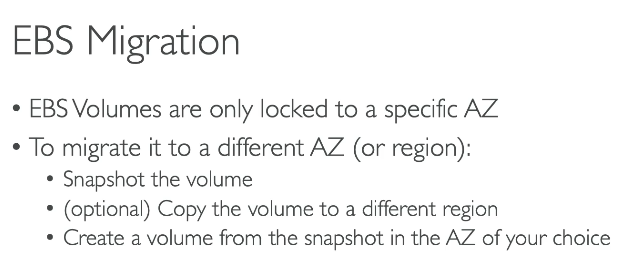 EBS Migration
• EBS Volumes are only locked to a specific AZ
• To migrate it to a different AZ (or region):
• Snapshot the volume
• (optional) Copy the volume to a different region
• Create a volume from the snapshot in the AZ of your choice